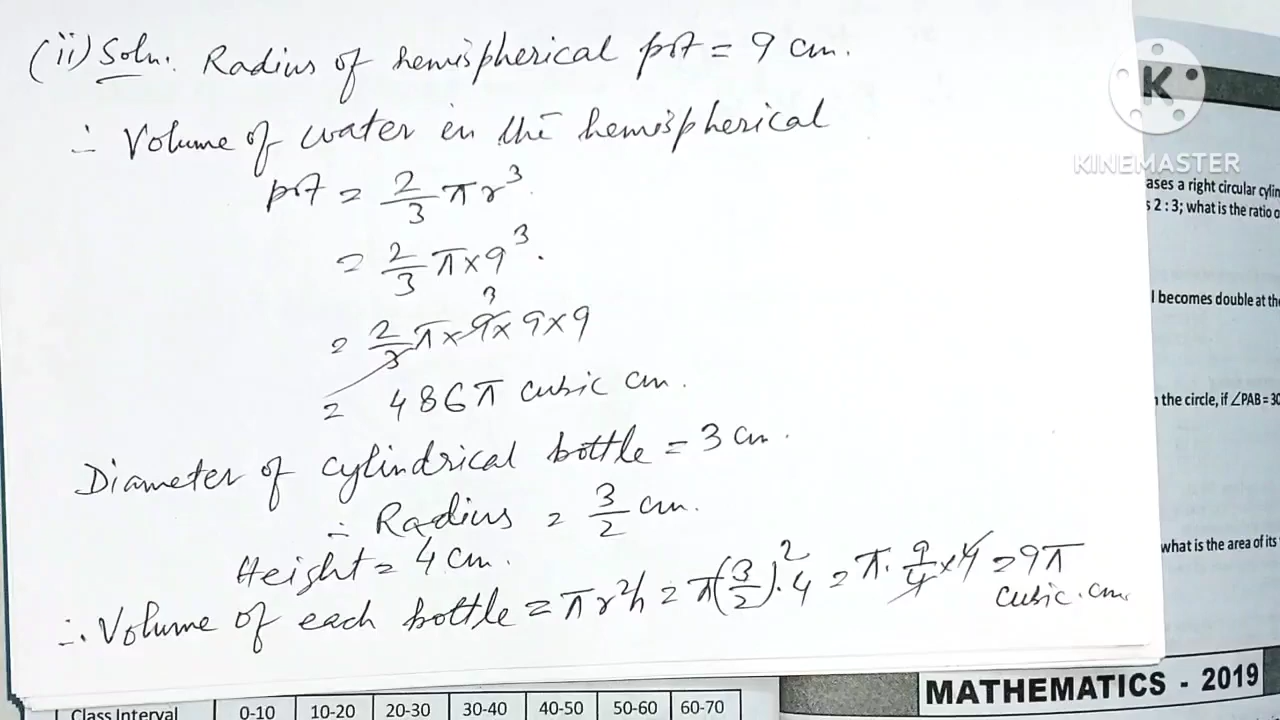 (ii) Soln. Radius of hemispherical pot = 9 cm.
∴ Volume of water in the hemispherical
pot = 2/3 πr³.
= 2/3 π×9³.
= 2/3 π×9×9×9 3
= 486π cubic cm.
Diameter of cylindrical bottle = 3 cm.
∴ Radius = 3/2 cm.
Height = 4 cm.
∴ Volume of each bottle = πr²h = π(3/2)².4 = π.9/4×4 = 9π
cubic.cm.
K
KINEMASTER
ases a right circular cylin
s 2 : 3; what is the ratio o
l becomes double at the
the circle, if ∠PAB = 30
what is the area of its
MATHEMATICS - 2019
Class Interval 0-10 10-20 20-30 30-40 40-50 50-60 60-70